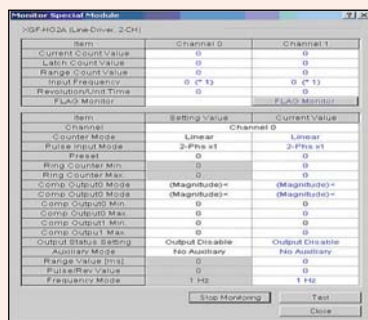 Monitor Special Module
XGF-HO2A (Line-Driver, 2-CH)
Item Channel 0 Channel 1
Current Count Value 0 0
Latch Count Value 0 0
Range Count Value 0 0
Input Frequency 0 (* 1) 0 (* 1)
Revolution/Unit Time 0 0
FLAG Monitor FLAG Monitor
Item Setting Value Current Value
Channel Channel 0
Counter Mode Linear Linear
Pulse Input Mode 2-Phs x1 2-Phs x1
Preset 0 0
Ring Counter Min. 0 0
Ring Counter Max. 0 0
Comp Output0 Mode (Magnitude)< (Magnitude)<
Comp Output0 Mode (Magnitude)< (Magnitude)<
Comp Output0 Min. 0 0
Comp Output0 Max. 0 0
Comp Output1 Min. 0 0
Comp Output1 Max. 0 0
Output Status Setting Output Disable Output Disable
Auxiliary Mode No Auxiliary No Auxiliary
Range Value [ms] 0 0
Pulse/Rev Value 0 0
Frequency Mode 1 Hz 1 Hz
Stop Monitoring Test
Close